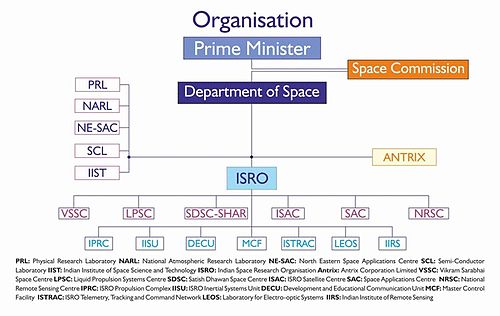 Organisation
Prime Minister
Space Commission
PRL
Department of Space
NARL
NE-SAC
SCL
ANTRIX
IIST
ISRO
VSSC LPSC SDSC-SHAR ISAC SAC NRSC
IPRC IISU DECU MCF ISTRAC LEOS IIRS
PRL: Physical Research Laboratory NARL: National Atmospheric Research Laboratory NE-SAC: North Eastern Space Applications Centre SCL: Semi-Conductor
Laboratory IIST: Indian Institute of Space Science and Technology ISRO: Indian Space Research Organisation Antrix: Antrix Corporation Limited VSSC: Vikram Sarabhai
Space Centre LPSC: Liquid Propulsion Systems Centre SDSC: Satish Dhawan Space Centre ISAC: ISRO Satellite Centre SAC: Space Applications Centre NRSC: National
Remote Sensing Centre IPRC: ISRO Propulsion Complex IISU: ISRO Inertial Systems Unit DECU: Development and Educational Communication Unit MCF: Master Control
Facility ISTRAC: ISRO Telemetry, Tracking and Command Network LEOS: Laboratory for Electro-optic Systems IIRS: Indian Institute of Remote Sensing